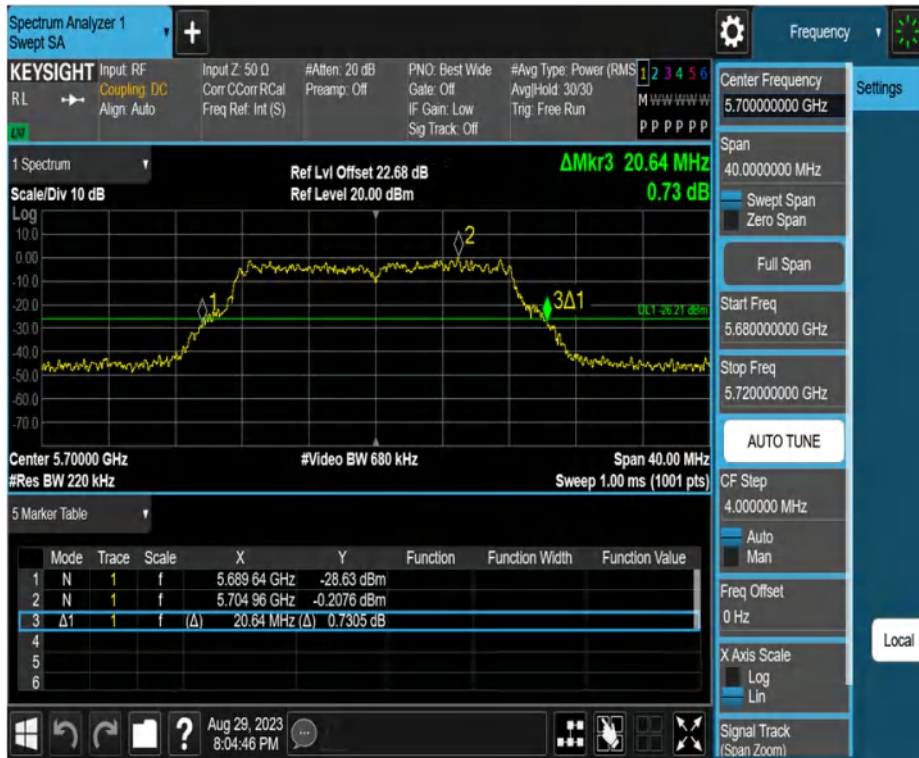 Spectrum Analyzer 1
Swept SA
+
Frequency
KEYSIGHT Input: RF Input Z: 50 Ω #Atten: 20 dB PNO: Best Wide #Avg Type: Power (RMS 1 2 3 4 5 6
RL Coupling: DC Corr CCorr RCal Preamp: Off Gate: Off Avg|Hold: 30/30 M W W W W W
Align: Auto Freq Ref: Int (S) IF Gain: Low Trig: Free Run
Sig Track: Off P P P P P P
1 Spectrum
Scale/Div 10 dB
Ref Lvl Offset 22.68 dB
Ref Level 20.00 dBm
ΔMkr3 20.64 MHz
0.73 dB
Log
10.0
0.00
-10.0
-20.0
-30.0
-40.0
-50.0
-60.0
-70.0
1
2
3Δ1
DL1 -26.21 dBm
Center 5.70000 GHz #Video BW 680 kHz Span 40.00 MHz
#Res BW 220 kHz Sweep 1.00 ms (1001 pts)
5 Marker Table
Mode Trace Scale X Y Function Function Width Function Value
1 N 1 f 5.689 64 GHz -28.63 dBm
2 N 1 f 5.704 96 GHz -0.2076 dBm
3 Δ1 1 f (Δ) 20.64 MHz (Δ) 0.7305 dB
4
5
6
Aug 29, 2023
8:04:46 PM
?
Center Frequency
5.700000000 GHz
Span
40.0000000 MHz
Swept Span
Zero Span
Full Span
Start Freq
5.680000000 GHz
Stop Freq
5.720000000 GHz
AUTO TUNE
CF Step
4.000000 MHz
Auto
Man
Freq Offset
0 Hz
X Axis Scale
Log
Lin
Signal Track
(Span Zoom)
Settings
Local